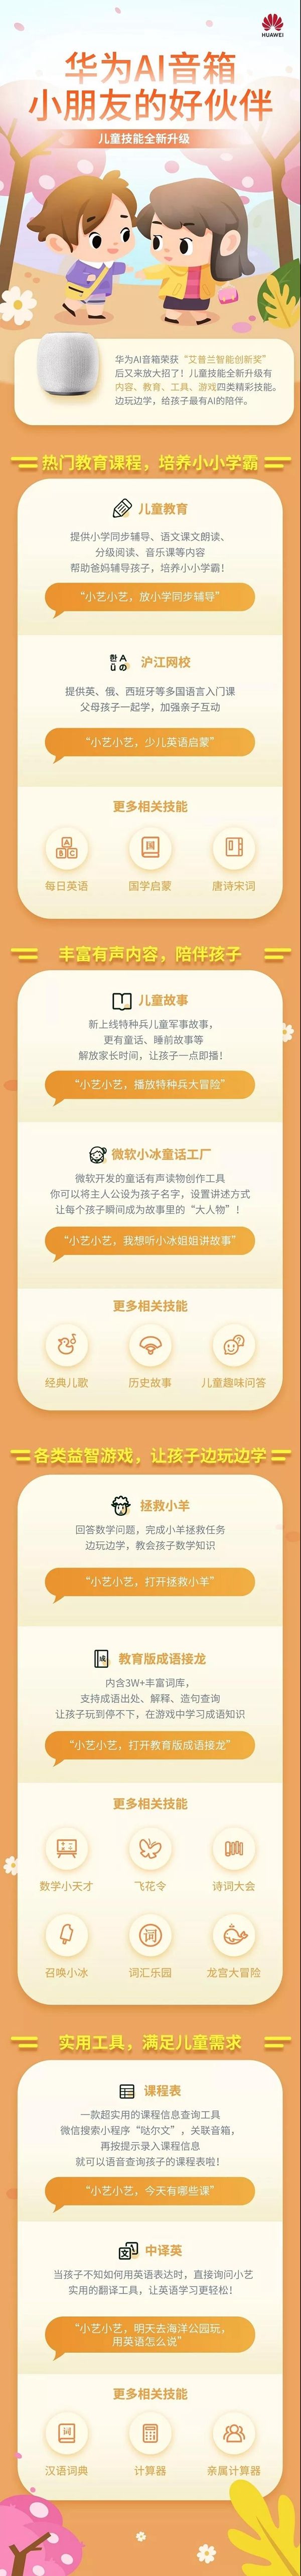 HUAWEI
华为AI音箱
小朋友的好伙伴
儿童技能全新升级
华为AI音箱荣获“艾普兰智能创新奖”
后又来放大招了！儿童技能全新升级有
内容、教育、工具、游戏四类精彩技能。
边玩边学，给孩子最有AI的陪伴。
热门教育课程，培养小小学霸
儿童教育
提供小学同步辅导、语文课文朗读、
分级阅读、音乐课等内容
帮助爸妈辅导孩子，培养小小学霸！
“小艺小艺，放小学同步辅导”
한 A
ü の
沪江网校
提供英、俄、西班牙等多国语言入门课
父母孩子一起学，加强亲子互动
“小艺小艺，少儿英语启蒙”
更多相关技能
A
B C
国
每日英语
国学启蒙
唐诗宋词
丰富有声内容，陪伴孩子
儿童故事
新上线特种兵儿童军事故事，
更有童话、睡前故事等
解放家长时间，让孩子一点即播！
“小艺小艺，播放特种兵大冒险”
微软小冰童话工厂
微软开发的童话有声读物创作工具
你可以将主人公设为孩子名字，设置讲述方式
让每个孩子瞬间成为故事里的“大人物”！
“小艺小艺，我想听小冰姐姐讲故事”
更多相关技能
经典儿歌
历史故事
儿童趣味问答
各类益智游戏，让孩子边玩边学
拯救小羊
回答数学问题，完成小羊拯救任务
边玩边学，教会孩子数学知识
“小艺小艺，打开拯救小羊”
成
教育版成语接龙
内含3W+丰富词库，
支持成语出处、解释、造句查询
让孩子玩到停不下，在游戏中学习成语知识
“小艺小艺，打开教育版成语接龙”
更多相关技能
数学小天才
飞花令
诗词大会
词
召唤小冰
词汇乐园
龙宫大冒险
实用工具，满足儿童需求
课程表
一款超实用的课程信息查询工具
微信搜索小程序“哒尔文”，关联音箱，
再按提示录入课程信息
就可以语音查询孩子的课程表啦！
“小艺小艺，今天有哪些课”
文 A
中译英
当孩子不知如何用英语表达时，直接询问小艺
实用的翻译工具，让英语学习更轻松！
“小艺小艺，明天去海洋公园玩，
用英语怎么说”
更多相关技能
词
汉语词典
计算器
亲属计算器